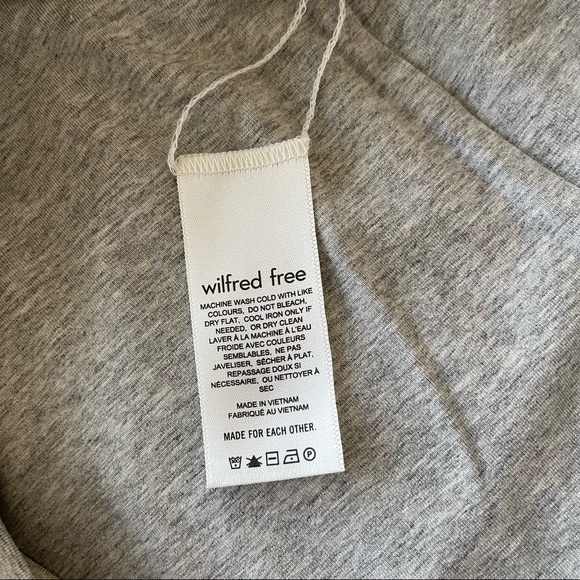 wilfred free
MACHINE WASH COLD WITH LIKE
COLOURS, DO NOT BLEACH,
DRY FLAT, COOL IRON ONLY IF
NEEDED, OR DRY CLEAN
LAVER À LA MACHINE À L'EAU
FROIDE AVEC COULEURS
SEMBLABLES, NE PAS
JAVELISER, SÉCHER À PLAT,
REPASSAGE DOUX SI
NÉCESSAIRE, OU NETTOYER À
SEC
MADE IN VIETNAM
FABRIQUÉ AU VIETNAM
MADE FOR EACH OTHER.